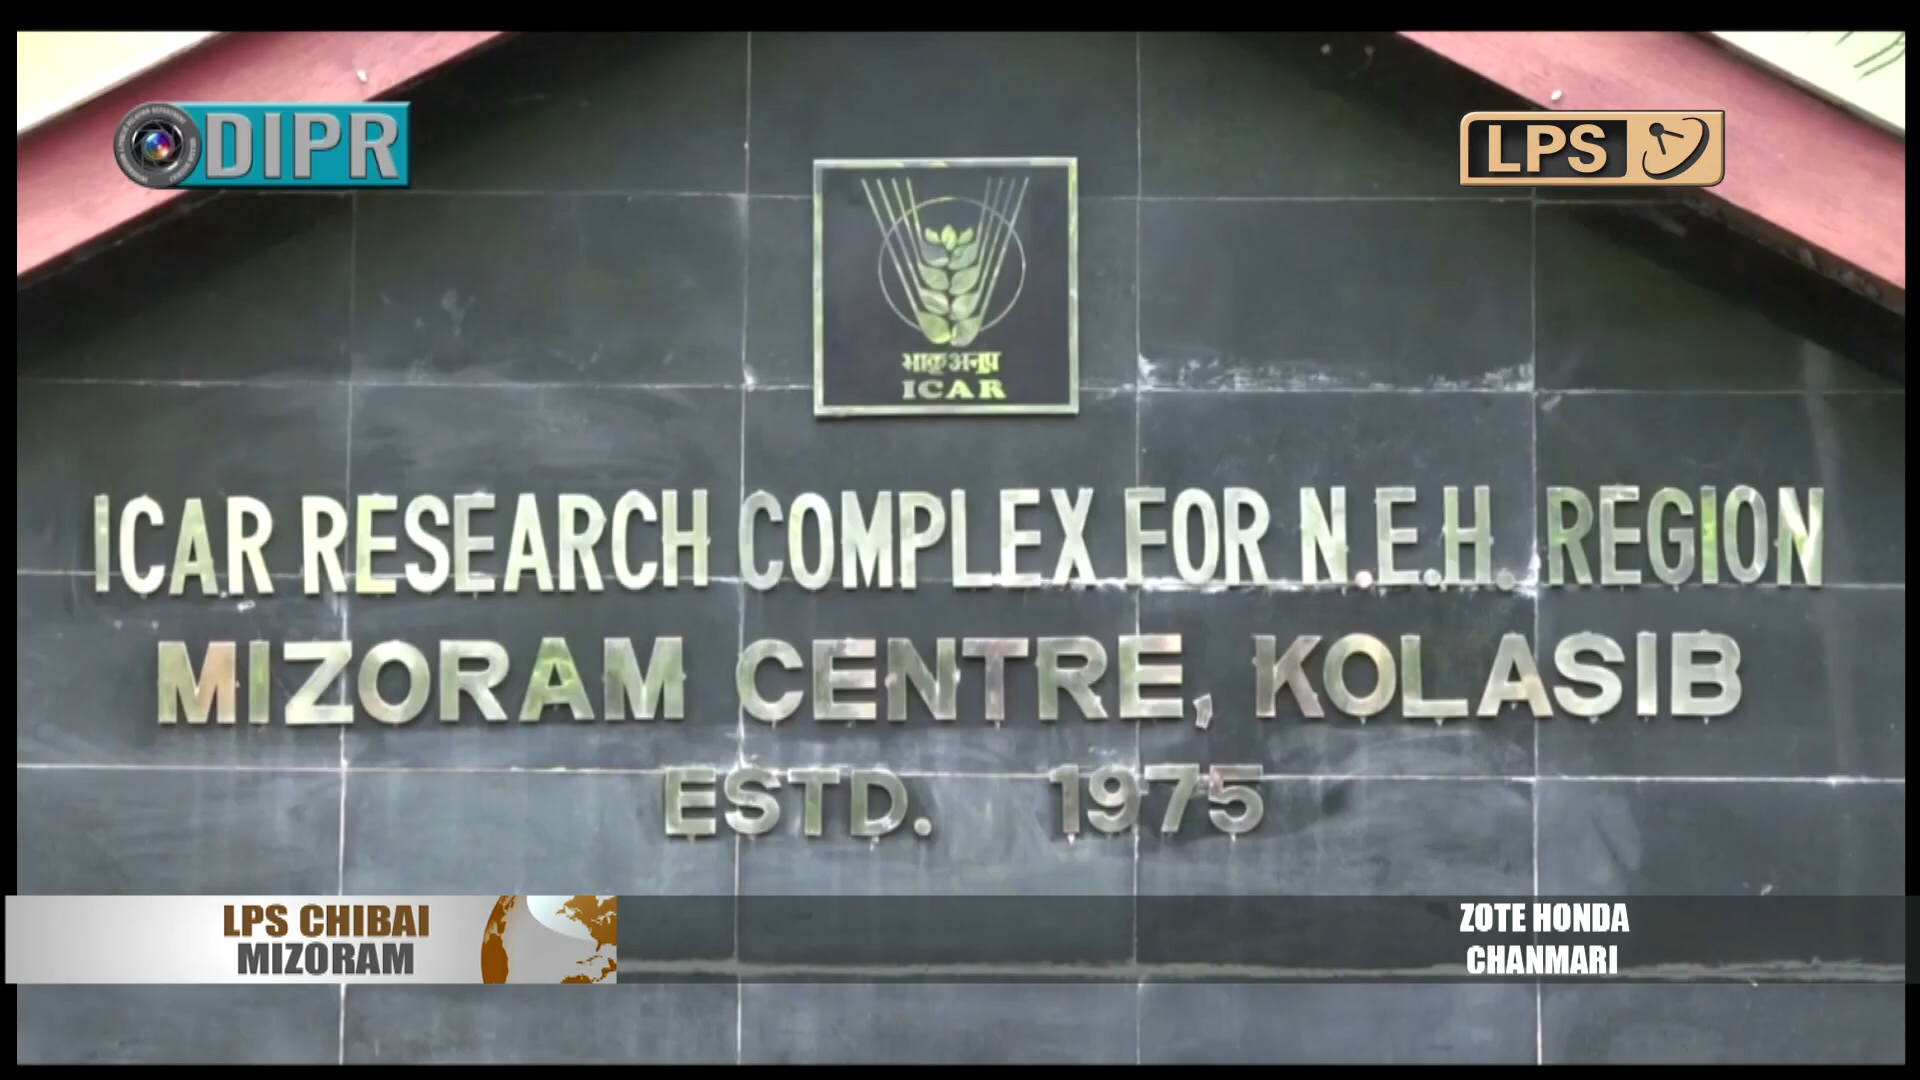 DIPR
LPS
भाकृअनुप
ICAR
ICAR RESEARCH COMPLEX FOR N.E.H. REGION
MIZORAM CENTRE, KOLASIB
ESTD. 1975
LPS CHIBAI
MIZORAM
ZOTE HONDA
CHANMARI